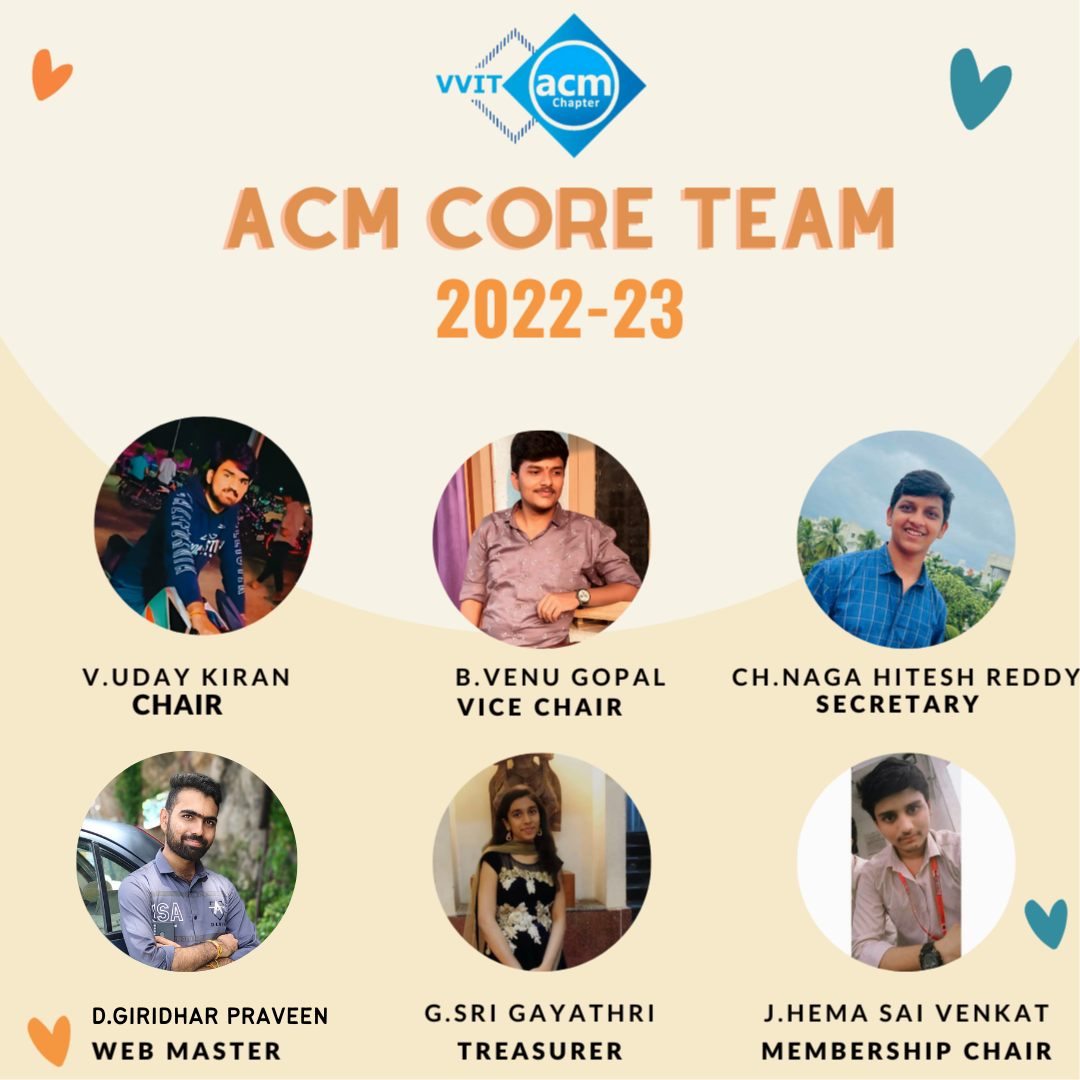 VVIT acm
Chapter
ACM CORE TEAM
2022-23
V.UDAY KIRAN
CHAIR
B.VENU GOPAL
VICE CHAIR
CH.NAGA HITESH REDDY
SECRETARY
D.GIRIDHAR PRAVEEN
WEB MASTER
G.SRI GAYATHRI
TREASURER
J.HEMA SAI VENKAT
MEMBERSHIP CHAIR